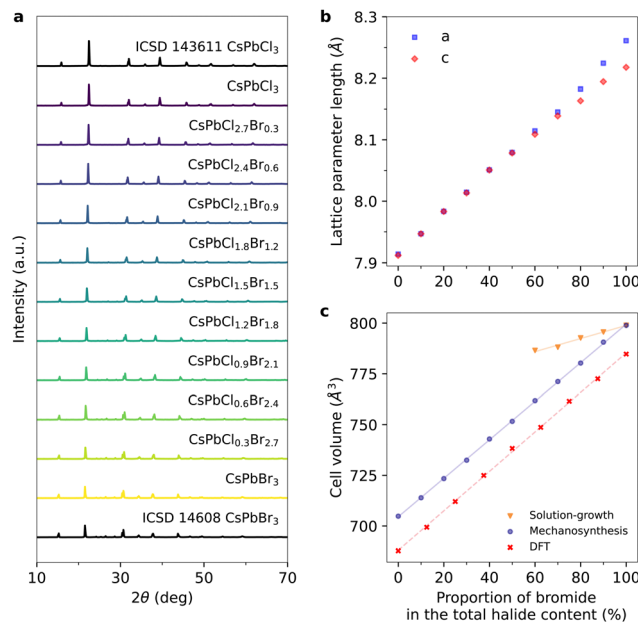 a
ICSD 143611 CsPbCl₃
CsPbCl₃
CsPbCl₂.₇Br₀.₃
CsPbCl₂.₄Br₀.₆
CsPbCl₂.₁Br₀.₉
CsPbCl₁.₈Br₁.₂
CsPbCl₁.₅Br₁.₅
CsPbCl₁.₂Br₁.₈
CsPbCl₀.₉Br₂.₁
CsPbCl₀.₆Br₂.₄
CsPbCl₀.₃Br₂.₇
CsPbBr₃
ICSD 14608 CsPbBr₃
Intensity (a.u.)
10 30 50 70
2θ (deg)
b
a
c
Lattice parameter length (Å)
8.3
8.2
8.1
8.0
7.9
0 20 40 60 80 100
c
Cell volume (Å³)
800
775
750
725
700
Solution-growth
Mechanosynthesis
DFT
0 20 40 60 80 100
Proportion of bromide
in the total halide content (%)